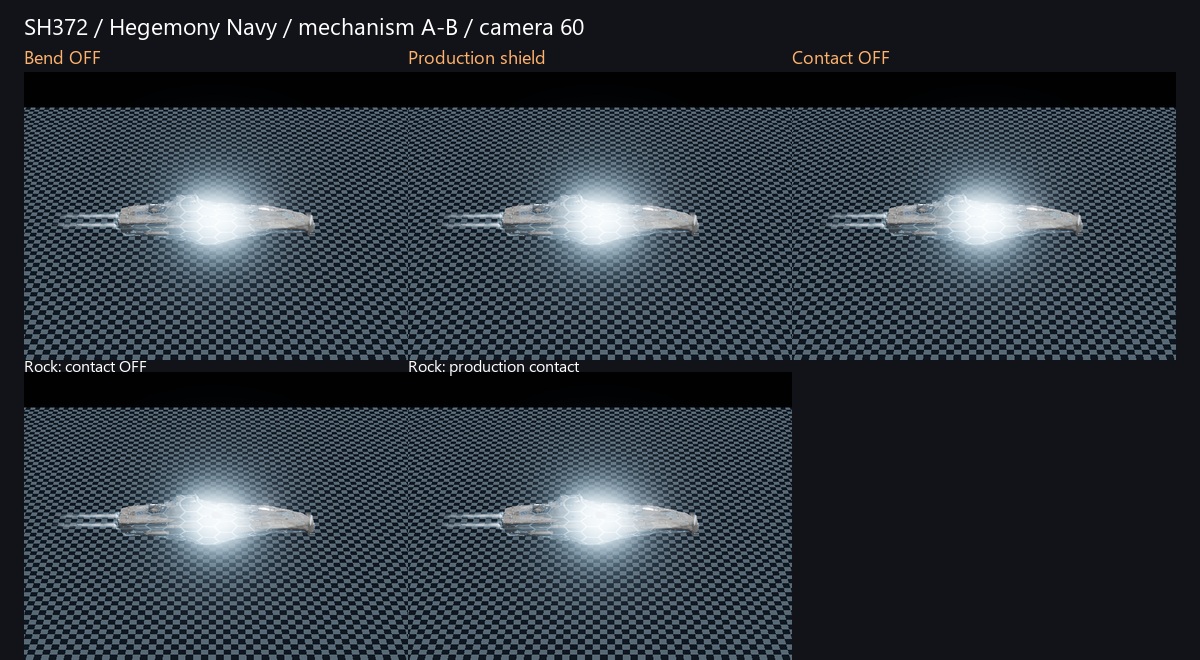 SH372 / Hegemony Navy / mechanism A-B / camera 60
Bend OFF
Production shield
Contact OFF
Rock: contact OFF
Rock: production contact